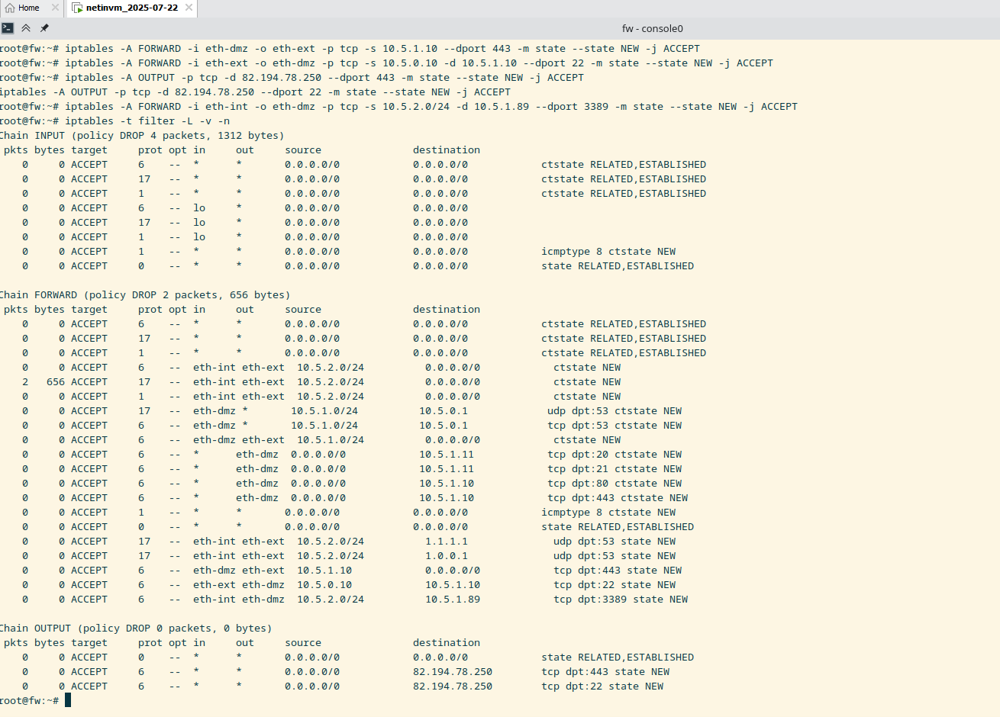 Home
netinvm_2025-07-22
fw - console0
root@fw:~# iptables -A FORWARD -i eth-dmz -o eth-ext -p tcp -s 10.5.1.10 --dport 443 -m state --state NEW -j ACCEPT
root@fw:~# iptables -A FORWARD -i eth-ext -o eth-dmz -p tcp -s 10.5.0.10 -d 10.5.1.10 --dport 22 -m state --state NEW -j ACCEPT
root@fw:~# iptables -A OUTPUT -p tcp -d 82.194.78.250 --dport 443 -m state --state NEW -j ACCEPT
iptables -A OUTPUT -p tcp -d 82.194.78.250 --dport 22 -m state --state NEW -j ACCEPT
root@fw:~# iptables -A FORWARD -i eth-int -o eth-dmz -p tcp -s 10.5.2.0/24 -d 10.5.1.89 --dport 3389 -m state --state NEW -j ACCEPT
root@fw:~# iptables -t filter -L -v -n
Chain INPUT (policy DROP 4 packets, 1312 bytes)
pkts bytes target prot opt in out source destination
0 0 ACCEPT 6 -- * * 0.0.0.0/0 0.0.0.0/0 ctstate RELATED,ESTABLISHED
0 0 ACCEPT 17 -- * * 0.0.0.0/0 0.0.0.0/0 ctstate RELATED,ESTABLISHED
0 0 ACCEPT 1 -- * * 0.0.0.0/0 0.0.0.0/0 ctstate RELATED,ESTABLISHED
0 0 ACCEPT 6 -- lo * 0.0.0.0/0 0.0.0.0/0
0 0 ACCEPT 17 -- lo * 0.0.0.0/0 0.0.0.0/0
0 0 ACCEPT 1 -- lo * 0.0.0.0/0 0.0.0.0/0
0 0 ACCEPT 1 -- * * 0.0.0.0/0 0.0.0.0/0 icmptype 8 ctstate NEW
0 0 ACCEPT 0 -- * * 0.0.0.0/0 0.0.0.0/0 state RELATED,ESTABLISHED
Chain FORWARD (policy DROP 2 packets, 656 bytes)
pkts bytes target prot opt in out source destination
0 0 ACCEPT 6 -- * * 0.0.0.0/0 0.0.0.0/0 ctstate RELATED,ESTABLISHED
0 0 ACCEPT 17 -- * * 0.0.0.0/0 0.0.0.0/0 ctstate RELATED,ESTABLISHED
0 0 ACCEPT 1 -- * * 0.0.0.0/0 0.0.0.0/0 ctstate RELATED,ESTABLISHED
0 0 ACCEPT 6 -- eth-int eth-ext 10.5.2.0/24 0.0.0.0/0 ctstate NEW
2 656 ACCEPT 17 -- eth-int eth-ext 10.5.2.0/24 0.0.0.0/0 ctstate NEW
0 0 ACCEPT 1 -- eth-int eth-ext 10.5.2.0/24 0.0.0.0/0 ctstate NEW
0 0 ACCEPT 17 -- eth-dmz * 10.5.1.0/24 10.5.0.1 udp dpt:53 ctstate NEW
0 0 ACCEPT 6 -- eth-dmz * 10.5.1.0/24 10.5.0.1 tcp dpt:53 ctstate NEW
0 0 ACCEPT 6 -- eth-dmz eth-ext 10.5.1.0/24 0.0.0.0/0 ctstate NEW
0 0 ACCEPT 6 -- * eth-dmz 0.0.0.0/0 10.5.1.11 tcp dpt:20 ctstate NEW
0 0 ACCEPT 6 -- * eth-dmz 0.0.0.0/0 10.5.1.11 tcp dpt:21 ctstate NEW
0 0 ACCEPT 6 -- * eth-dmz 0.0.0.0/0 10.5.1.10 tcp dpt:80 ctstate NEW
0 0 ACCEPT 6 -- * eth-dmz 0.0.0.0/0 10.5.1.10 tcp dpt:443 ctstate NEW
0 0 ACCEPT 1 -- * * 0.0.0.0/0 0.0.0.0/0 icmptype 8 ctstate NEW
0 0 ACCEPT 0 -- * * 0.0.0.0/0 0.0.0.0/0 state RELATED,ESTABLISHED
0 0 ACCEPT 17 -- eth-int eth-ext 10.5.2.0/24 1.1.1.1 udp dpt:53 state NEW
0 0 ACCEPT 17 -- eth-int eth-ext 10.5.2.0/24 1.0.0.1 udp dpt:53 state NEW
0 0 ACCEPT 6 -- eth-dmz eth-ext 10.5.1.10 0.0.0.0/0 tcp dpt:443 state NEW
0 0 ACCEPT 6 -- eth-ext eth-dmz 10.5.0.10 10.5.1.10 tcp dpt:22 state NEW
0 0 ACCEPT 6 -- eth-int eth-dmz 10.5.2.0/24 10.5.1.89 tcp dpt:3389 state NEW
Chain OUTPUT (policy DROP 0 packets, 0 bytes)
pkts bytes target prot opt in out source destination
0 0 ACCEPT 0 -- * * 0.0.0.0/0 0.0.0.0/0 state RELATED,ESTABLISHED
0 0 ACCEPT 6 -- * * 0.0.0.0/0 82.194.78.250 tcp dpt:443 state NEW
0 0 ACCEPT 6 -- * * 0.0.0.0/0 82.194.78.250 tcp dpt:22 state NEW
root@fw:~#